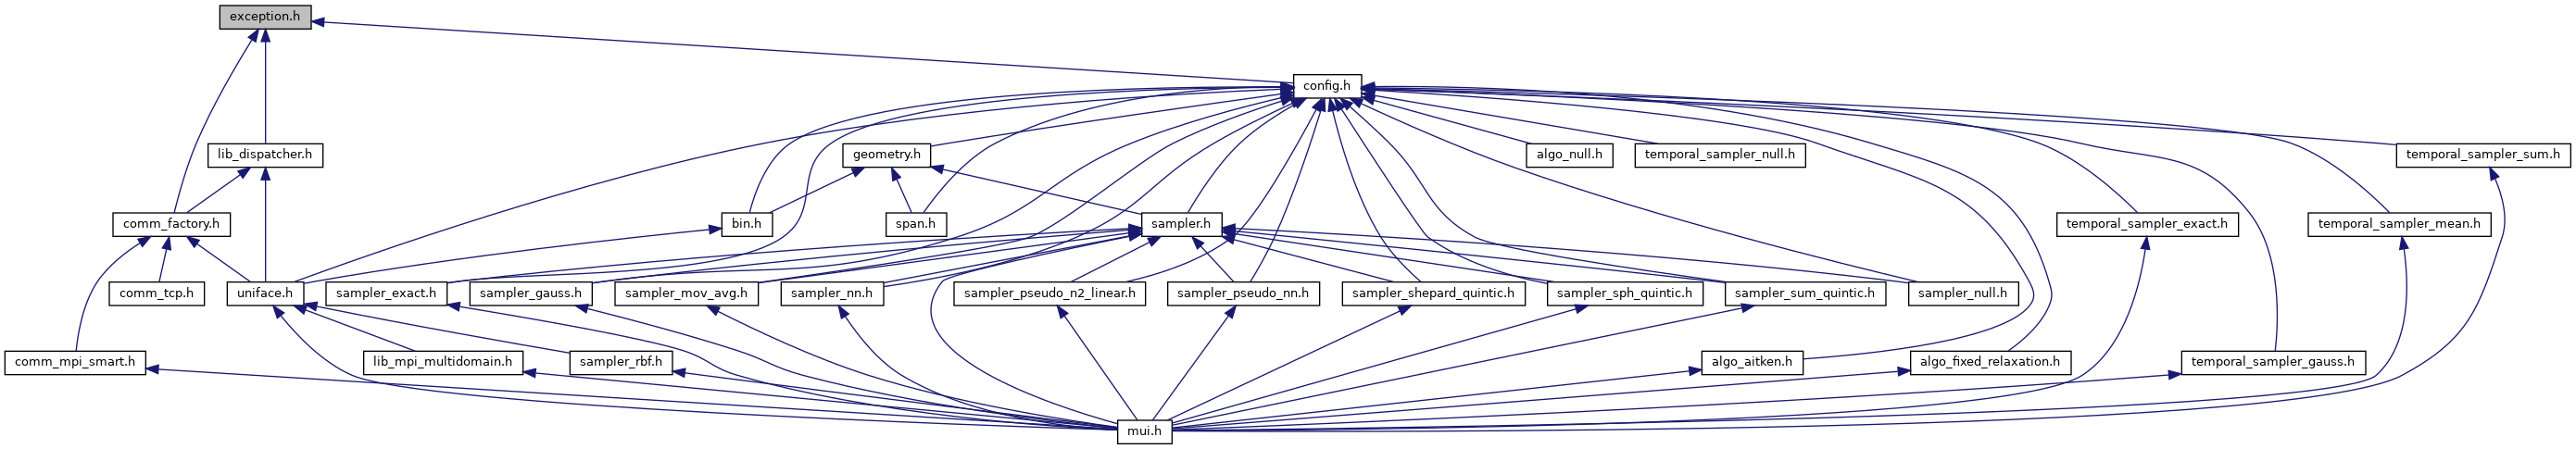 exception.h
config.h
lib_dispatcher.h
geometry.h
algo_null.h
temporal_sampler_null.h
temporal_sampler_sum.h
comm_factory.h
bin.h
span.h
sampler.h
temporal_sampler_exact.h
temporal_sampler_mean.h
comm_tcp.h
uniface.h
sampler_exact.h
sampler_gauss.h
sampler_mov_avg.h
sampler_nn.h
sampler_pseudo_n2_linear.h
sampler_pseudo_nn.h
sampler_shepard_quintic.h
sampler_sph_quintic.h
sampler_sum_quintic.h
sampler_null.h
comm_mpi_smart.h
lib_mpi_multidomain.h
sampler_rbf.h
algo_aitken.h
algo_fixed_relaxation.h
temporal_sampler_gauss.h
mui.h